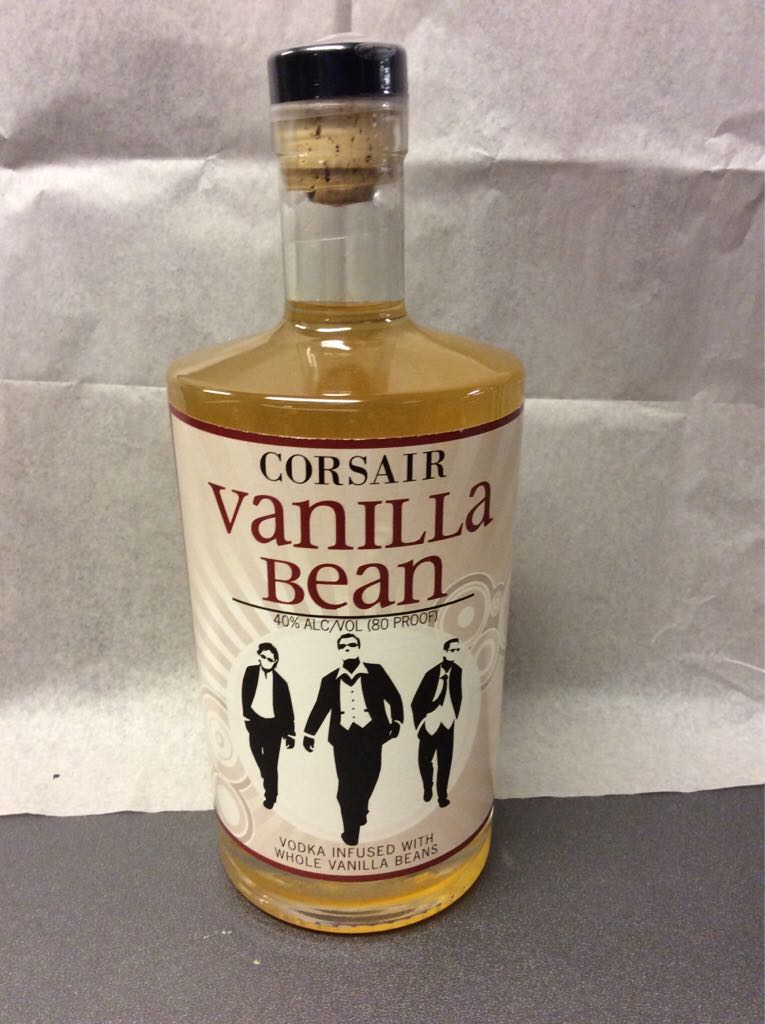 CORSAIR
vanILLa
Bean
40% ALC/VOL (80 PROOF)
VODKA INFUSED WITH
WHOLE VANILLA BEANS